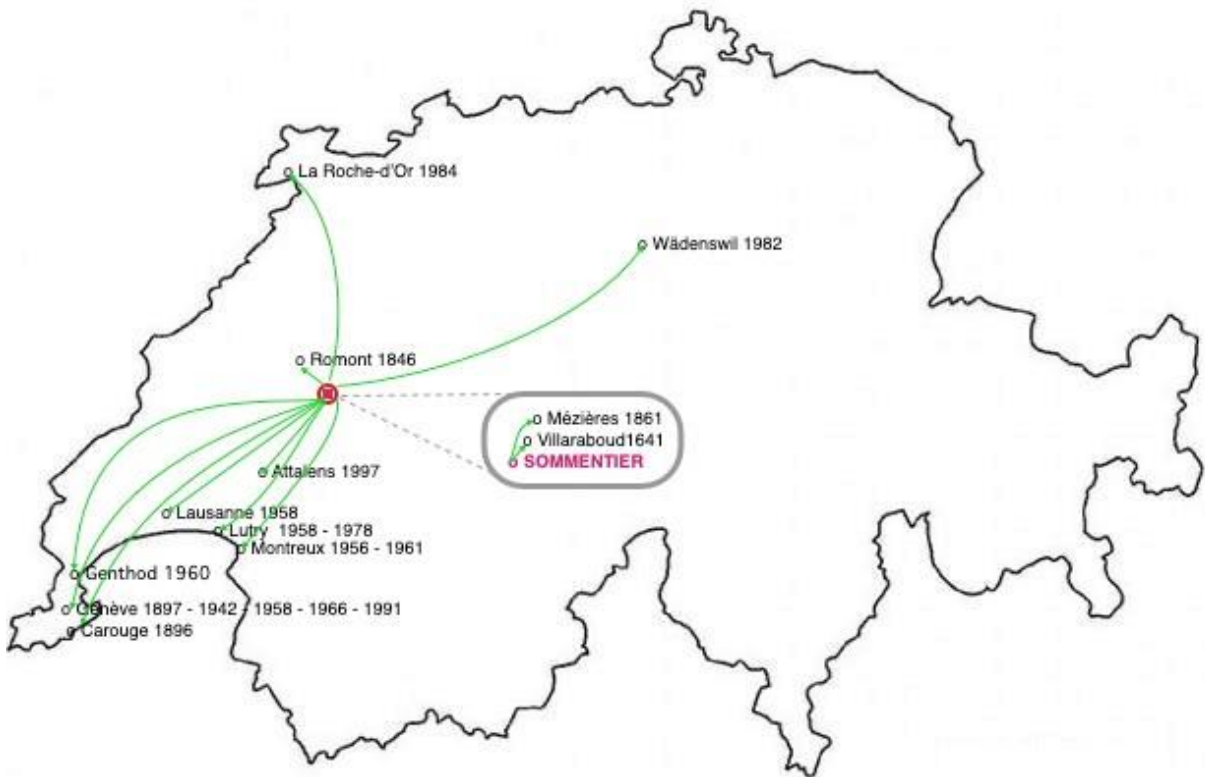 La Roche-d'Or 1984
Wädenswil 1982
Romont 1846
Mézières 1861
Villaraboud1641
SOMMENTIER
Attalens 1997
Lausanne 1958
Lutry 1958 - 1978
Montreux 1956 - 1961
Genthod 1960
Genève 1897 - 1942 - 1958 - 1966 - 1991
Carouge 1896